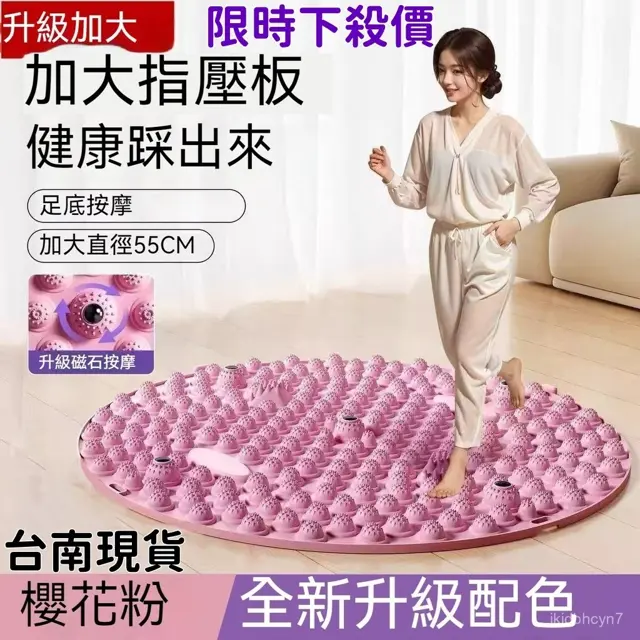 升級加大
限時下殺價
加大指壓板
健康踩出來
足底按摩
加大直徑55CM
升級磁石按摩
台南現貨
櫻花粉
全新升級配色
ikidohcyn7